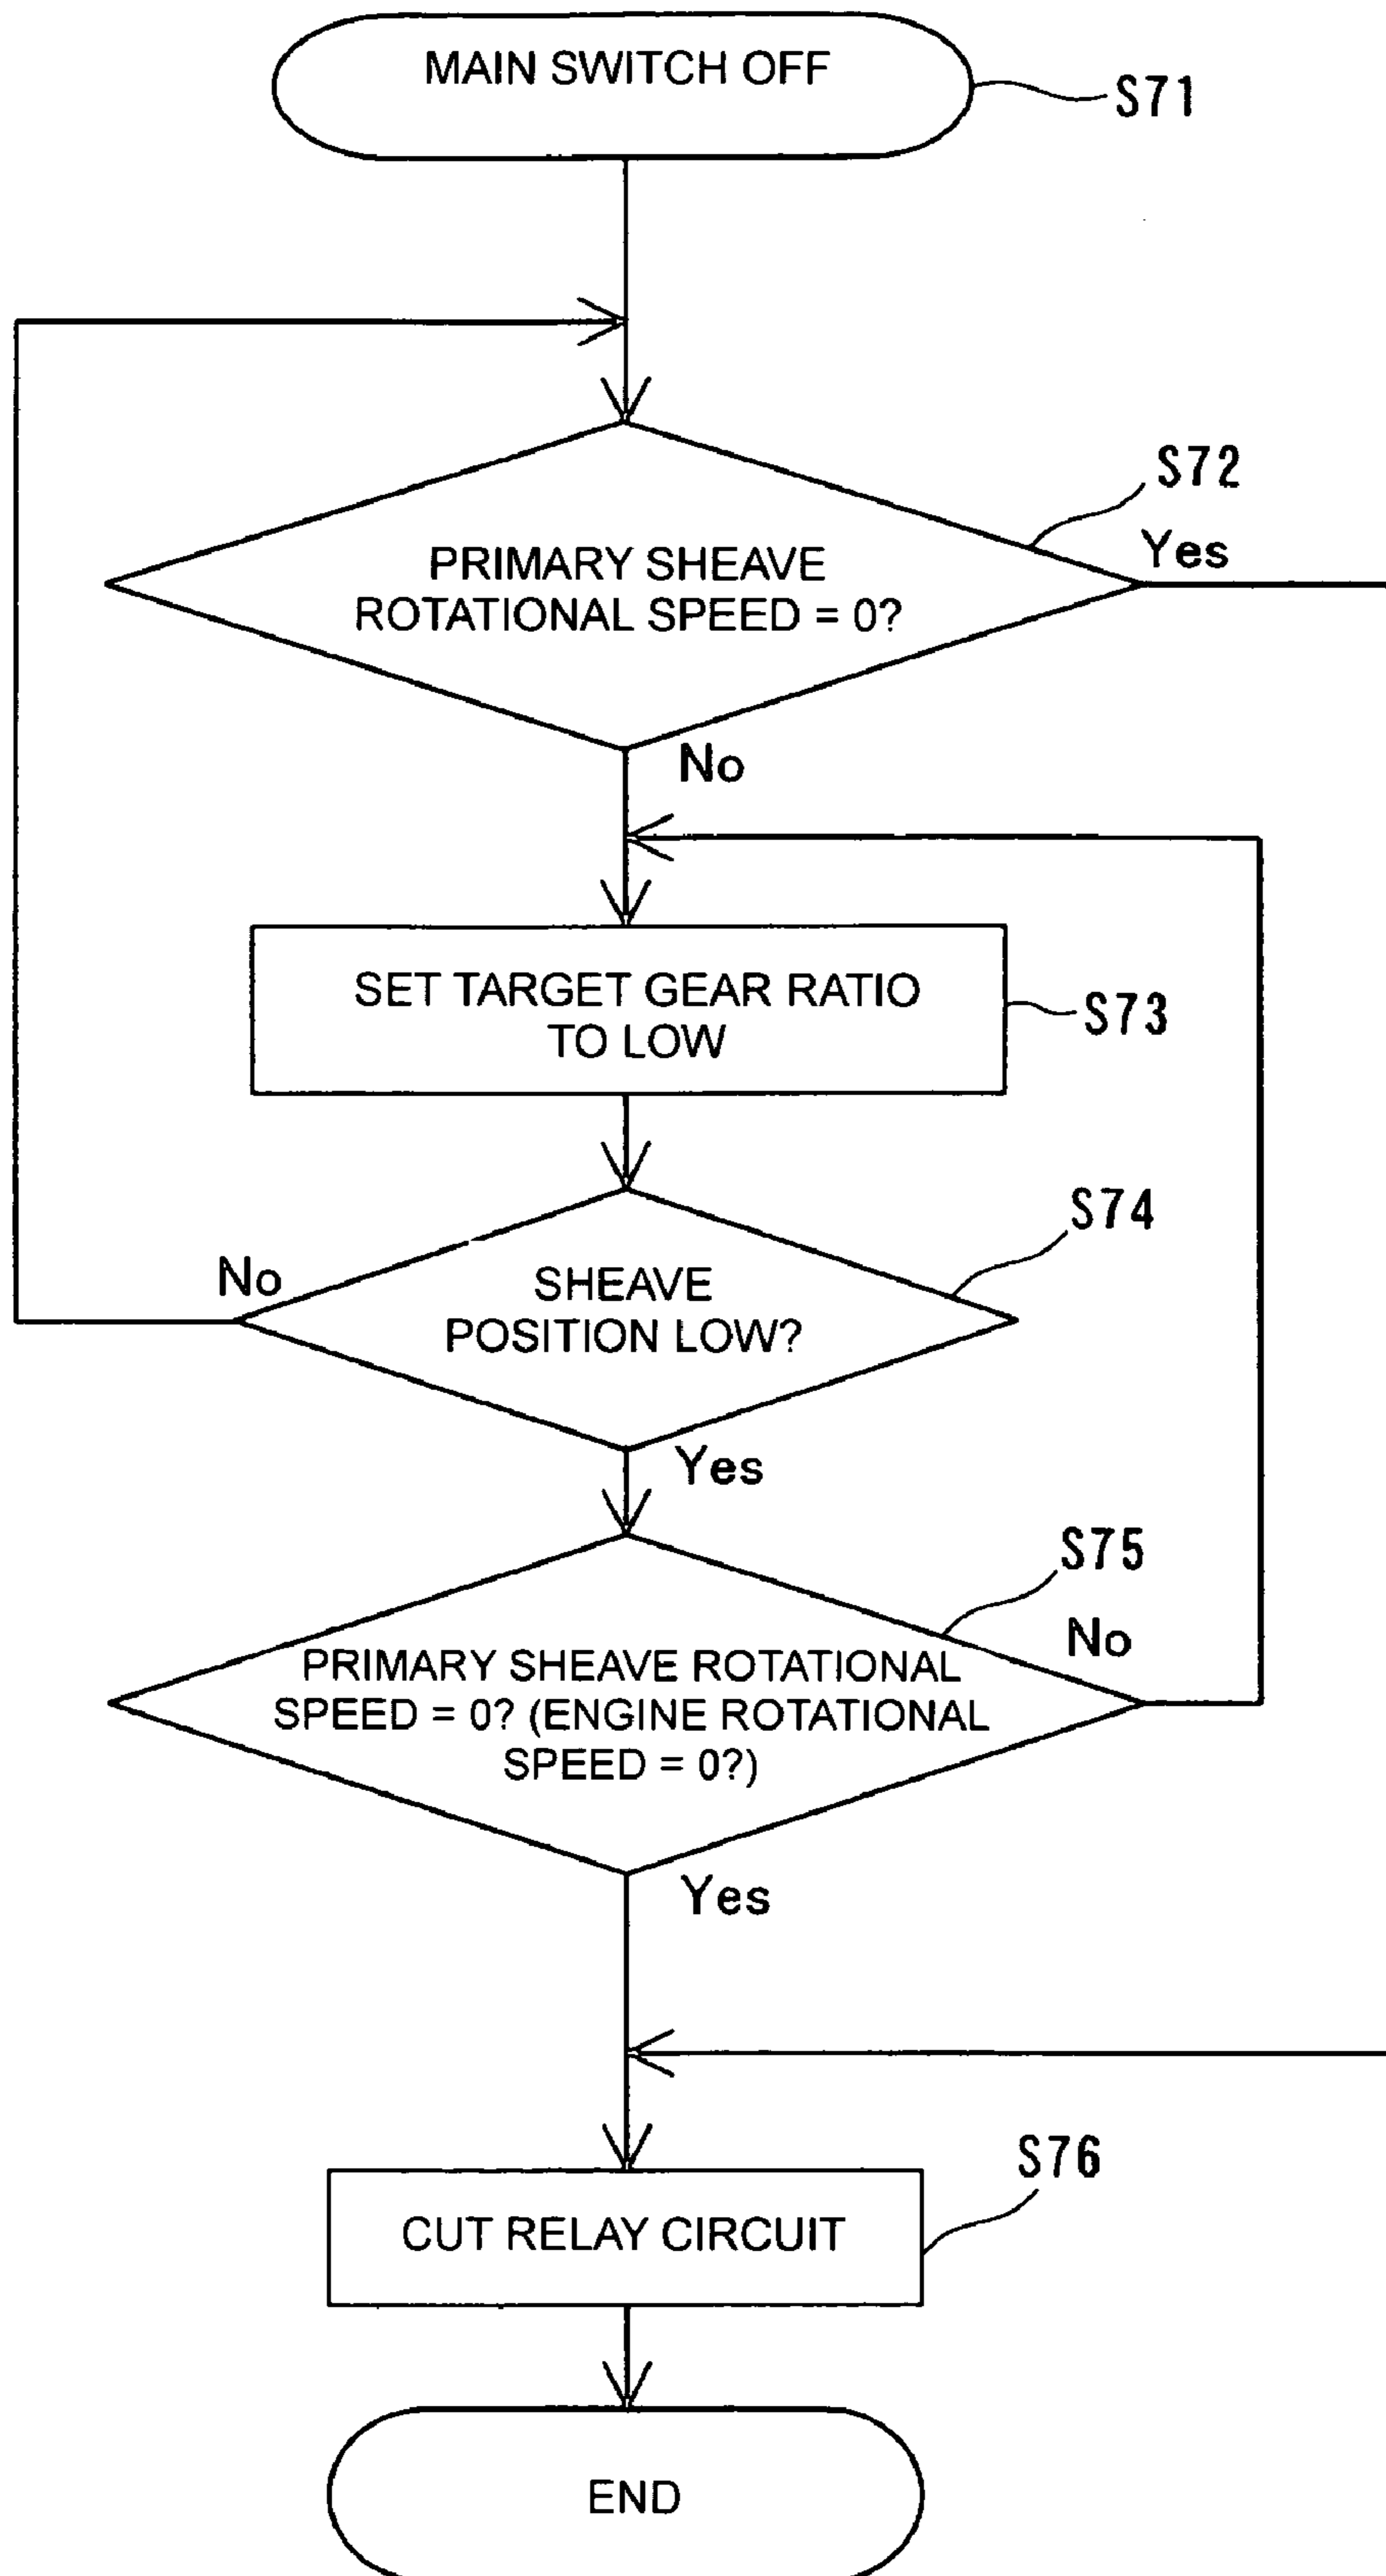 MAIN SWITCH OFF
S71
S72
Yes
PRIMARY SHEAVE
ROTATIONAL SPEED = 0?
No
SET TARGET GEAR RATIO
TO LOW
S73
S74
No
SHEAVE
POSITION LOW?
Yes
S75
No
PRIMARY SHEAVE ROTATIONAL
SPEED = 0? (ENGINE ROTATIONAL
SPEED = 0?)
Yes
S76
CUT RELAY CIRCUIT
END